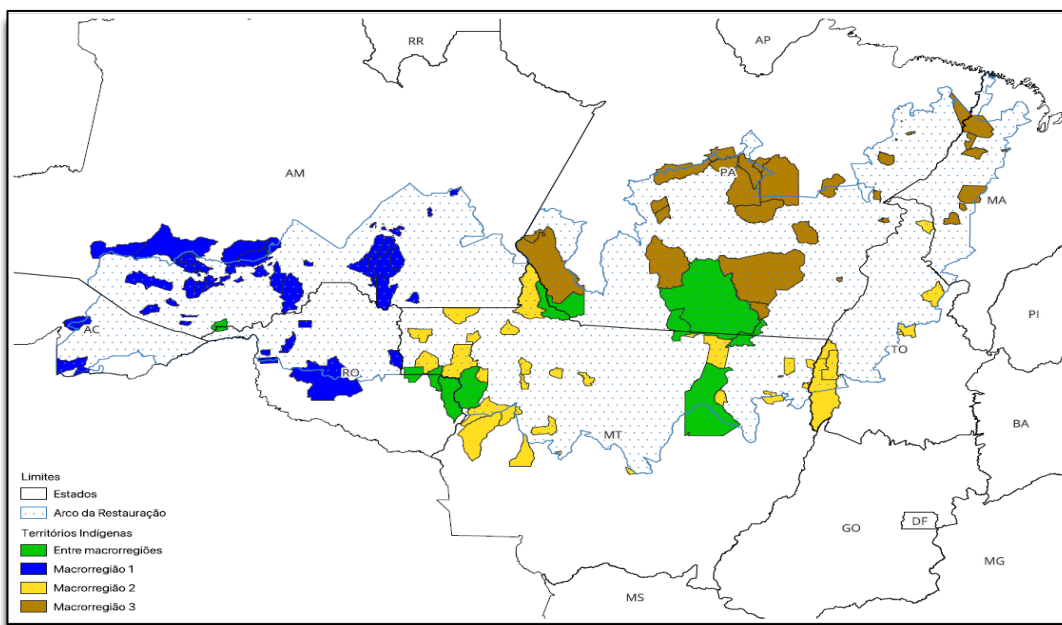 RR
AP
AM
PA
MA
AC
PI
RO
TO
MT
BA
GO
DF
MG
MS
Limites
Estados
Arco da Restauração
Territórios Indígenas
Entre macrorregiões
Macrorregião 1
Macrorregião 2
Macrorregião 3